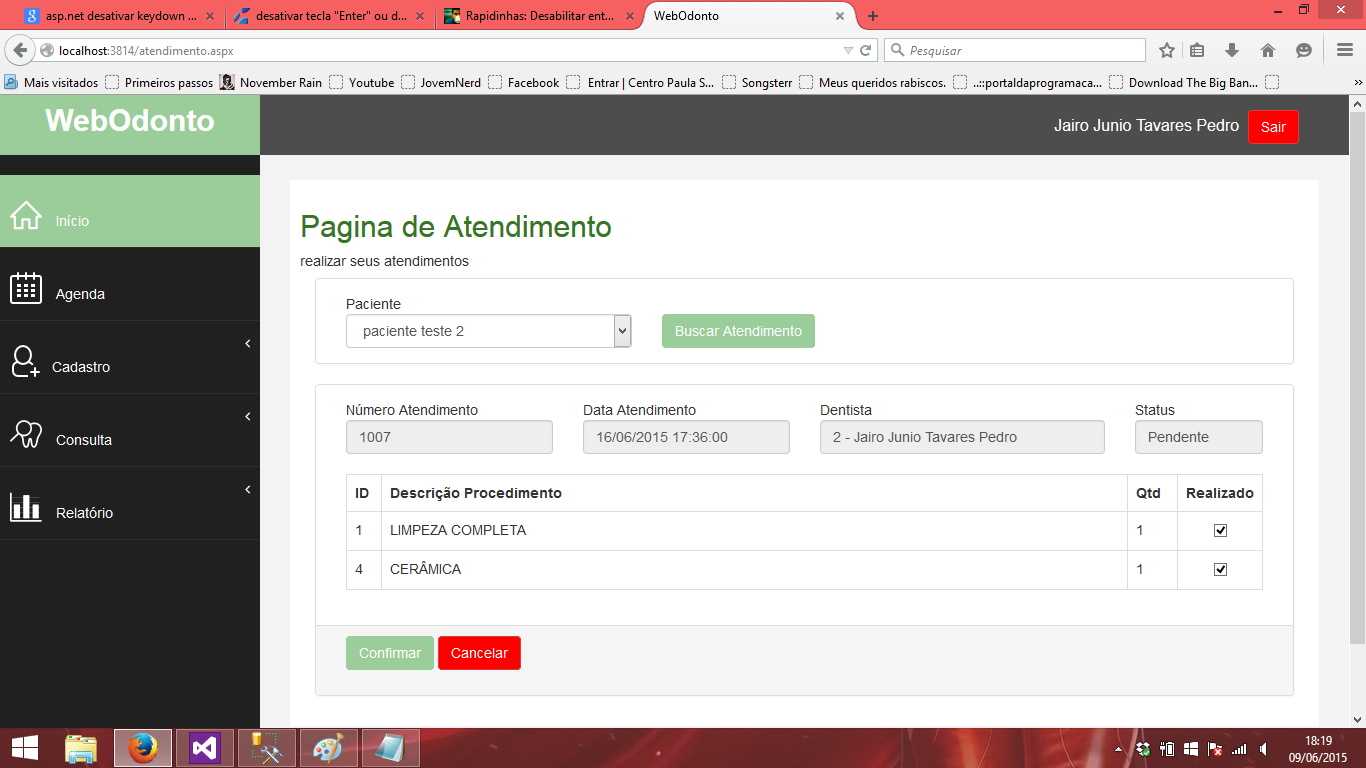 asp.net desativar keydown ...
desativar tecla "Enter" ou d...
Rapidinhas: Desabilitar ent...
WebOdonto
localhost:3814/atendimento.aspx
Pesquisar
Mais visitados
Primeiros passos
November Rain
Youtube
JovemNerd
Facebook
Entrar | Centro Paula S...
Songsterr
Meus queridos rabiscos.
..::portaldaprogramaca...
Download The Big Ban...
WebOdonto
Jairo Junio Tavares Pedro
Sair
Início
Agenda
Cadastro
Consulta
Relatório
Pagina de Atendimento
realizar seus atendimentos
Paciente
paciente teste 2
Buscar Atendimento
Número Atendimento
Data Atendimento
Dentista
Status
1007
16/06/2015 17:36:00
2 - Jairo Junio Tavares Pedro
Pendente
ID Descrição Procedimento Qtd Realizado
1 LIMPEZA COMPLETA 1
4 CERÂMICA 1
Confirmar
Cancelar
18:19
09/06/2015